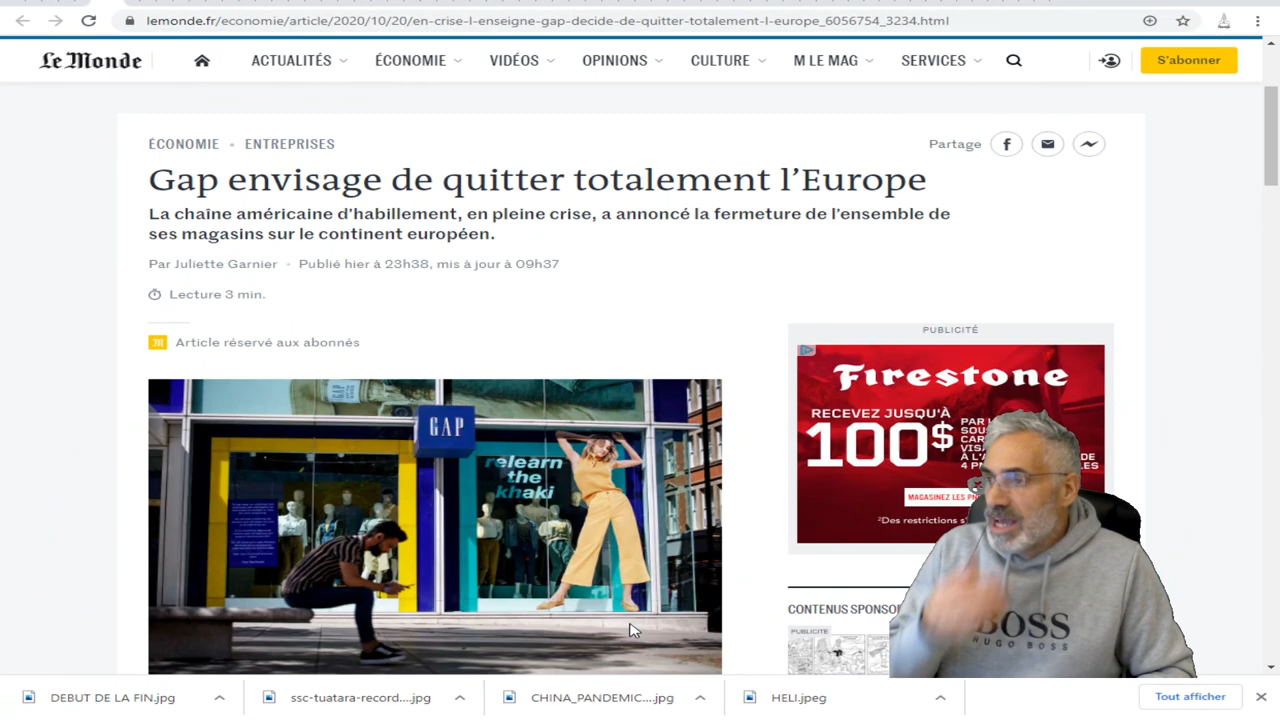 lemonde.fr/economie/article/2020/10/20/en-crise-l-enseigne-gap-decide-de-quitter-totalement-l-europe_6056754_3234.html
Le Monde
ACTUALITÉS
ÉCONOMIE
VIDÉOS
OPINIONS
CULTURE
M LE MAG
SERVICES
S'abonner
ÉCONOMIE • ENTREPRISES
Partage
Gap envisage de quitter totalement l'Europe
La chaîne américaine d'habillement, en pleine crise, a annoncé la fermeture de l'ensemble de
ses magasins sur le continent européen.
Par Juliette Garnier • Publié hier à 23h38, mis à jour à 09h37
Lecture 3 min.
Article réservé aux abonnés
GAP
relearn
the
khaki
PUBLICITÉ
Firestone
RECEVEZ JUSQU'À
100$
MAGASINEZ LES
²Des restrictions
CONTENUS
PUBLICITÉ
BOSS
HUGO BOSS
DEBUT DE LA FIN.jpg
ssc-tuatara-record....jpg
CHINA_PANDEMIC....jpg
HELI.jpeg
Tout afficher